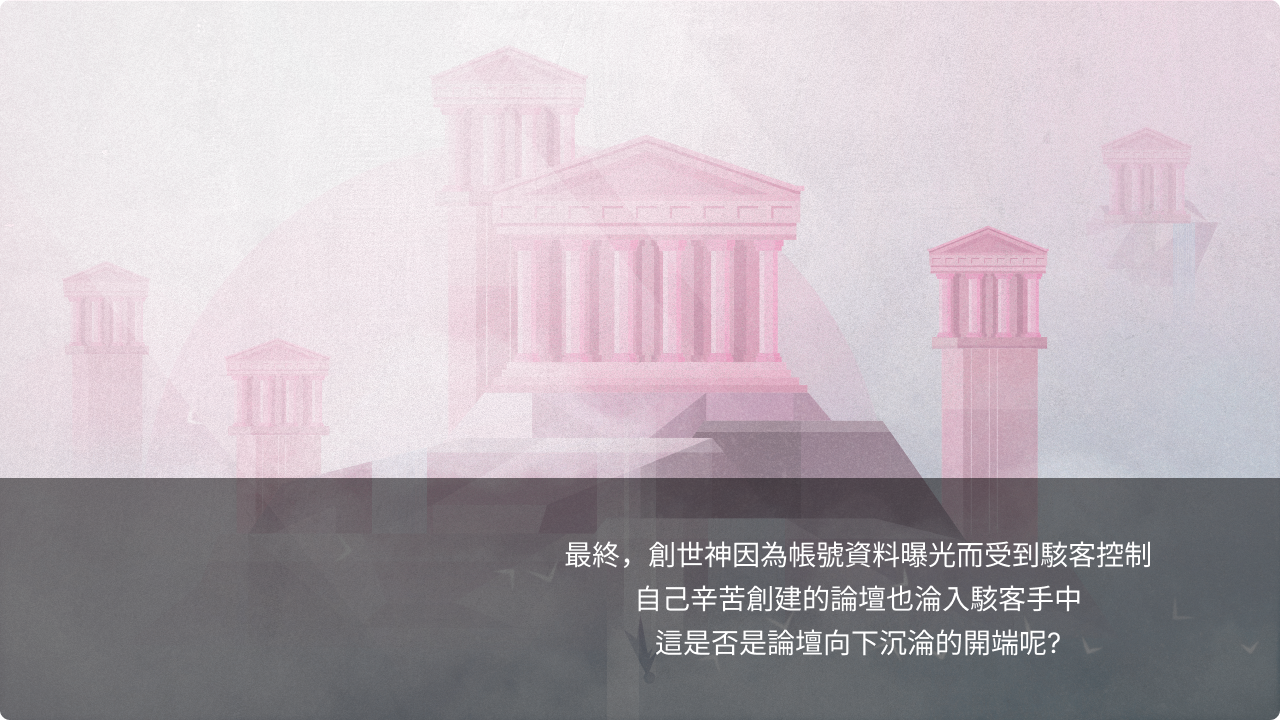 最終，創世神因為帳號資料曝光而受到駭客控制
自己辛苦創建的論壇也淪入駭客手中
這是否是論壇向下沉淪的開端呢?